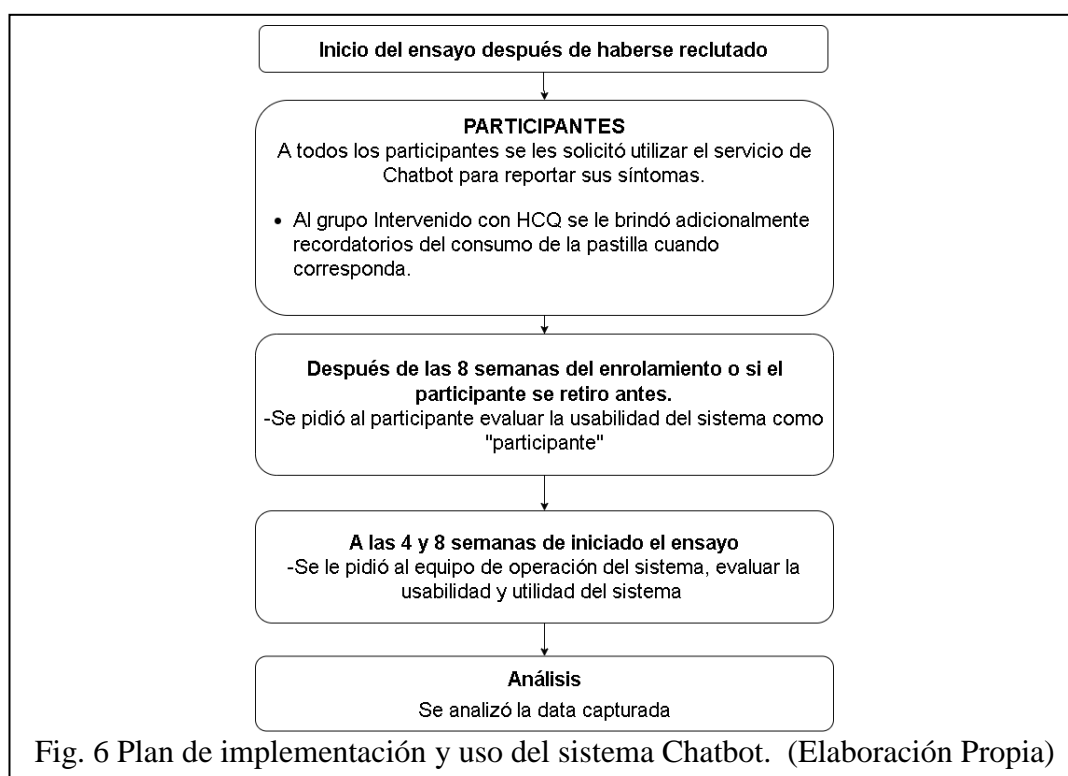 Inicio del ensayo después de haberse reclutado
PARTICIPANTES
A todos los participantes se les solicitó utilizar el servicio de
Chatbot para reportar sus síntomas.
• Al grupo Intervenido con HCQ se le brindó adicionalmente
recordatorios del consumo de la pastilla cuando
corresponda.
Después de las 8 semanas del enrolamiento o si el
participante se retiro antes.
-Se pidió al participante evaluar la usabilidad del sistema como
"participante"
A las 4 y 8 semanas de iniciado el ensayo
-Se le pidió al equipo de operación del sistema, evaluar la
usabilidad y utilidad del sistema
Análisis
Se analizó la data capturada
Fig. 6 Plan de implementación y uso del sistema Chatbot. (Elaboración Propia)